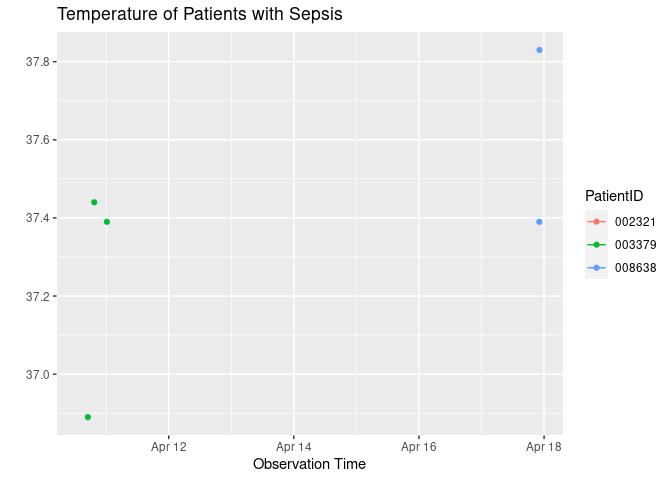 Temperature of Patients with Sepsis
37.8
37.6
37.4
37.2
37.0
Apr 12 Apr 14 Apr 16 Apr 18
Observation Time
PatientID
002321
003379
008638